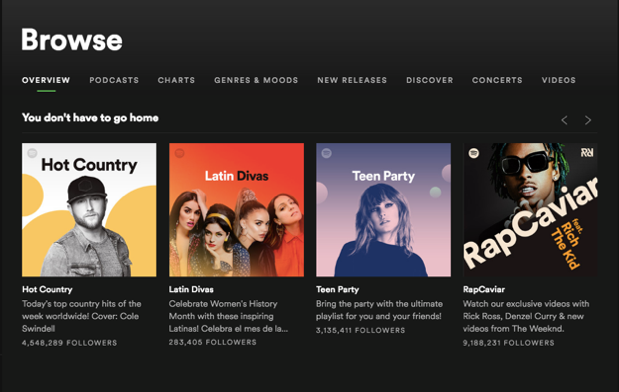 Browse
OVERVIEW PODCASTS CHARTS GENRES & MOODS NEW RELEASES DISCOVER CONCERTS VIDEOS
You don't have to go home
Hot Country
Latin Divas
Teen Party
RapCaviar
feat.
Rich
The Kid
Hot Country
Today's top country hits of the
week worldwide! Cover: Cole
Swindell
4,548,289 FOLLOWERS
Latin Divas
Celebrate Women's History
Month with these inspiring
Latinas! Celebra el mes de la...
283,405 FOLLOWERS
Teen Party
Bring the party with the ultimate
playlist for you and your friends!
3,135,411 FOLLOWERS
RapCaviar
Watch our exclusive videos with
Rick Ross, Denzel Curry & new
videos from The Weeknd.
9,188,231 FOLLOWERS